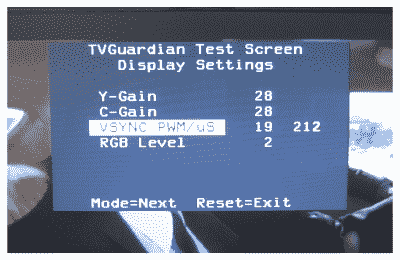 TVGuardian Test Screen
Display Settings
Y-Gain 28
C-Gain 28
VSYNC PWM/uS 19 212
RGB Level 2
Mode=Next Reset=Exit